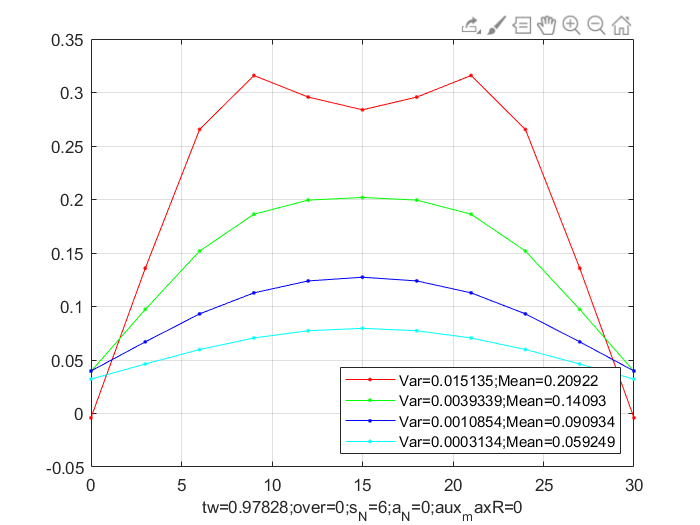 0.35
0.3
0.25
0.2
0.15
0.1
0.05
0
-0.05
Var=0.015135;Mean=0.20922
Var=0.0039339;Mean=0.14093
Var=0.0010854;Mean=0.090934
Var=0.0003134;Mean=0.059249
0 5 10 15 20 25 30
tw=0.97828;over=0;s_N=6;a_N=0;aux_maxR=0